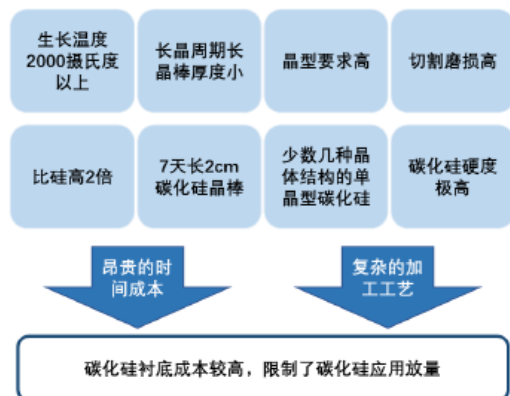 生长温度
2000摄氏度
以上
长晶周期长
晶棒厚度小
晶型要求高
切割磨损高
比硅高2倍
7天长2cm
碳化硅晶棒
少数几种晶
体结构的单
晶型碳化硅
碳化硅硬度
极高
昂贵的时
间成本
复杂的加
工工艺
碳化硅衬底成本较高，限制了碳化硅应用放量